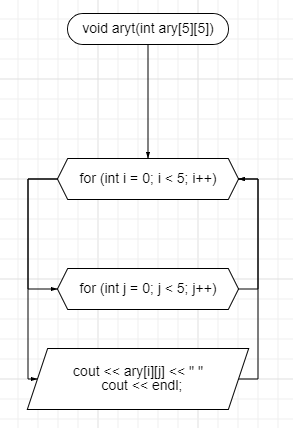 void aryt(int ary[5][5])
for (int i = 0; i < 5; i++)
for (int j = 0; j < 5; j++)
cout << ary[i][j] << " "
cout << endl;